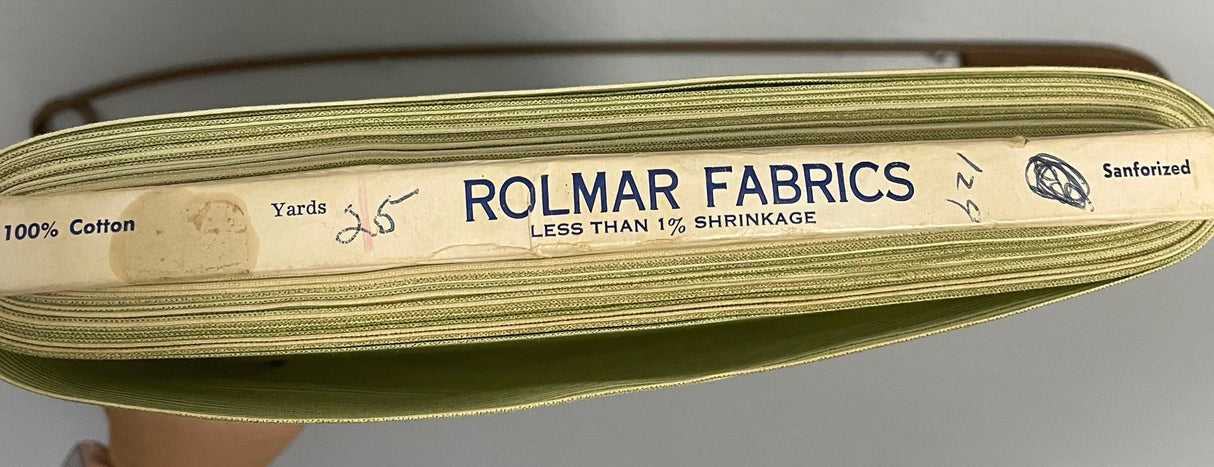 100% Cotton
Yards 25
ROLMAR FABRICS
LESS THAN 1% SHRINKAGE
Sanforized